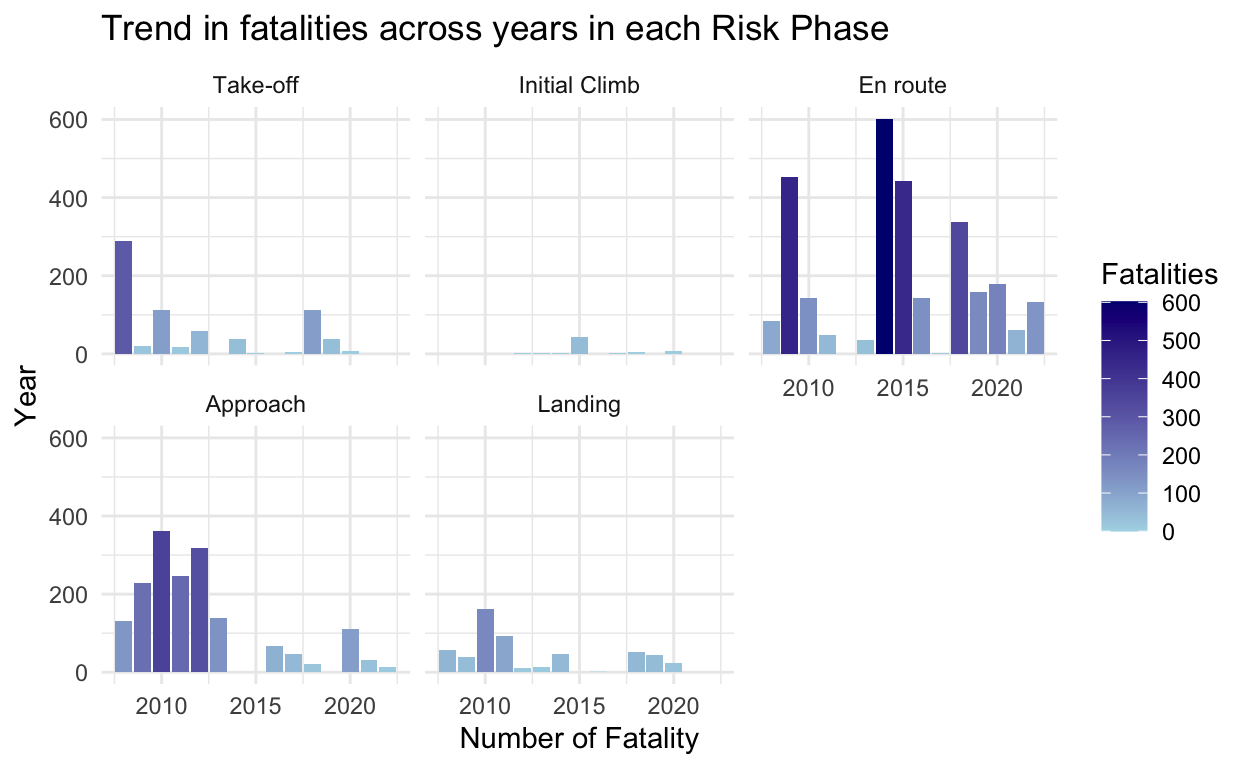 Trend in fatalities across years in each Risk Phase
Take-off
Initial Climb
En route
600
400
200
0
2010
2015
2020
Approach
Landing
600
400
200
0
2010
2015
2020
2010
2015
2020
Year
Number of Fatality
Fatalities
600
500
400
300
200
100
0